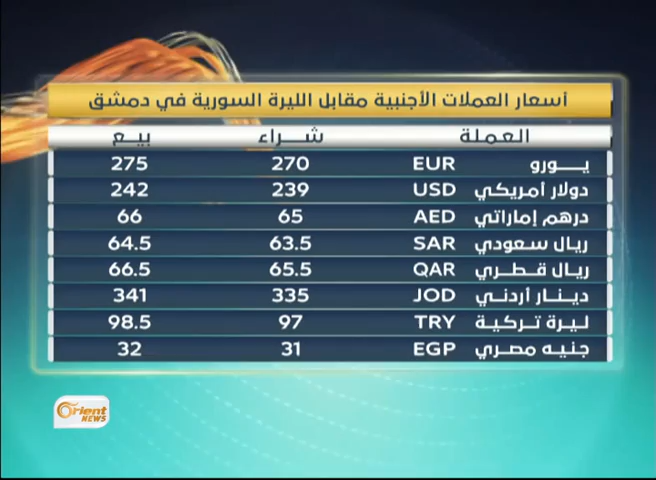 أسعار العملات الأجنبية مقابل الليرة السورية في دمشق
العملة شراء بيع
يورو EUR 270 275
دولار أمريكي USD 239 242
درهم إماراتي AED 65 66
ريال سعودي SAR 63.5 64.5
ريال قطري QAR 65.5 66.5
دينار أردني JOD 335 341
ليرة تركية TRY 97 98.5
جنيه مصري EGP 31 32
Orient
NEWS